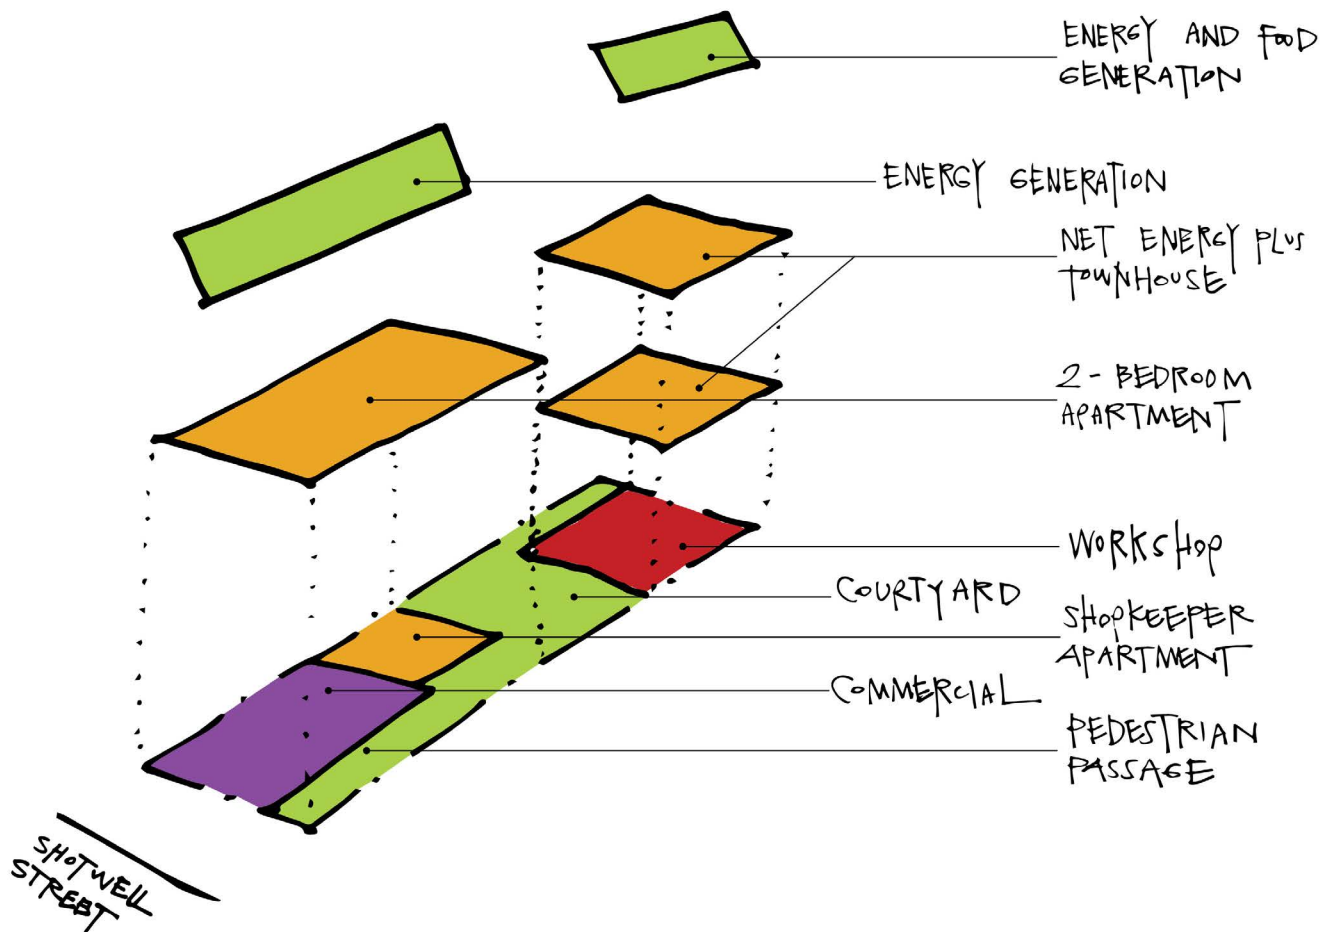 ENERGY AND FOOD
GENERATION
ENERGY GENERATION
NET ENERGY PLUS
TOWNHOUSE
2-BEDROOM
APARTMENT
WORKSHOP
COURTYARD
SHOPKEEPER
APARTMENT
COMMERCIAL
PEDESTRIAN
PASSAGE
SHOTWELL
STREET